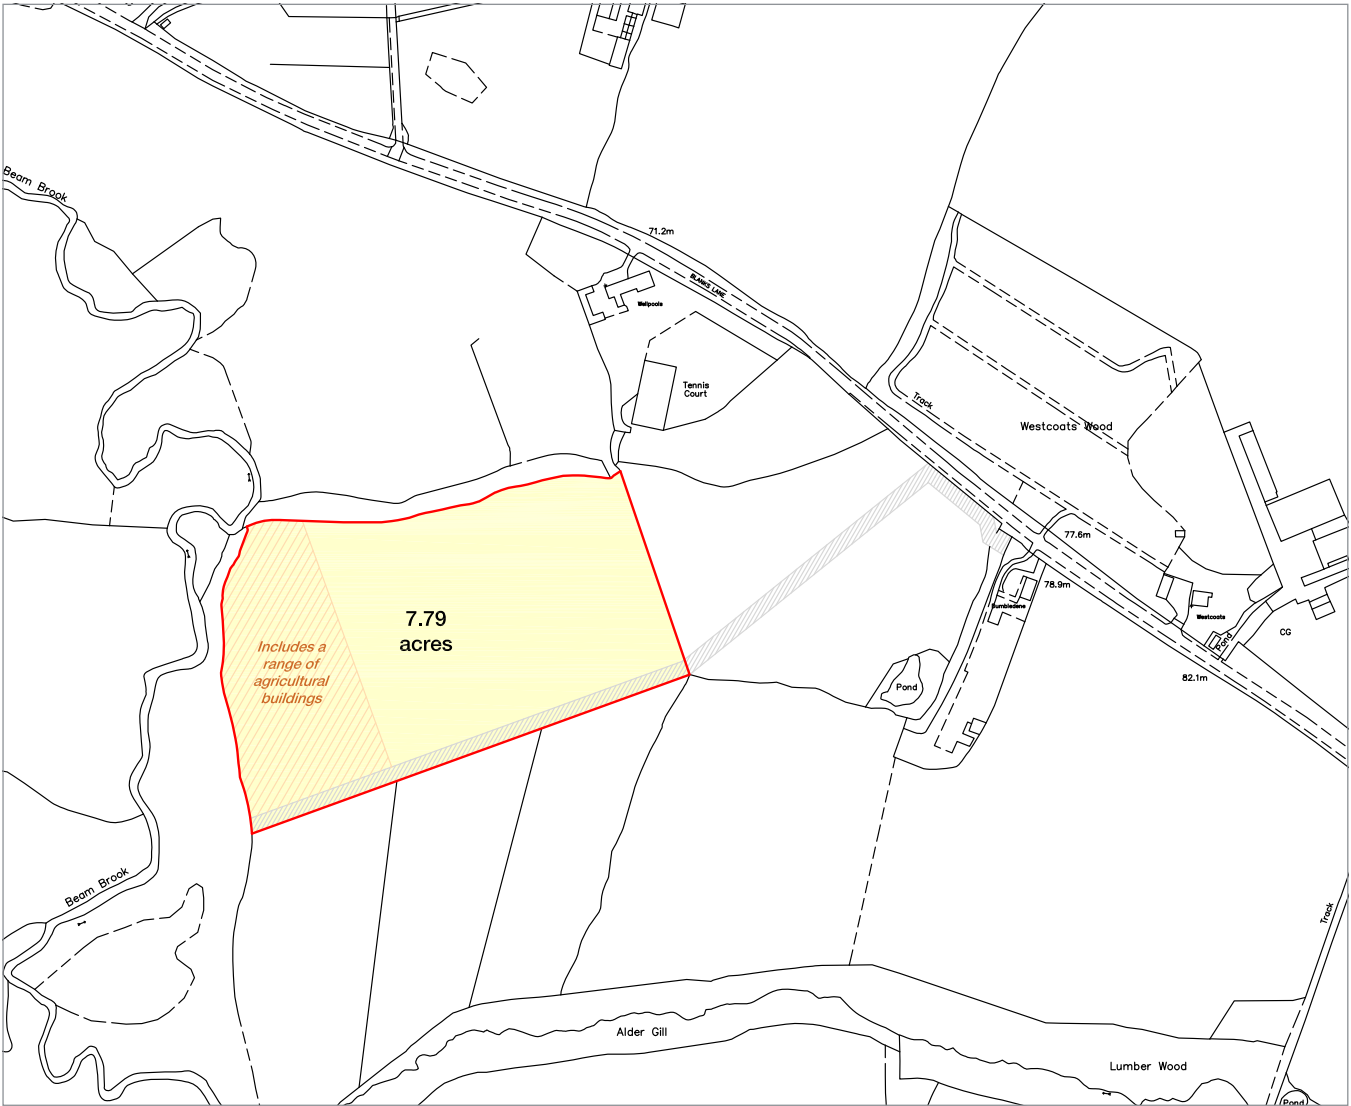 Beam Brook
71.2m
BLANKS LANE
Wellpools
Tennis
Court
Track
Westcoats Wood
77.6m
78.9m
Bumbledene
Westcoats
Pond
CG
82.1m
7.79
acres
Includes a
range of
agricultural
buildings
Pond
Beam Brook
Track
Alder Gill
Lumber Wood
Pond